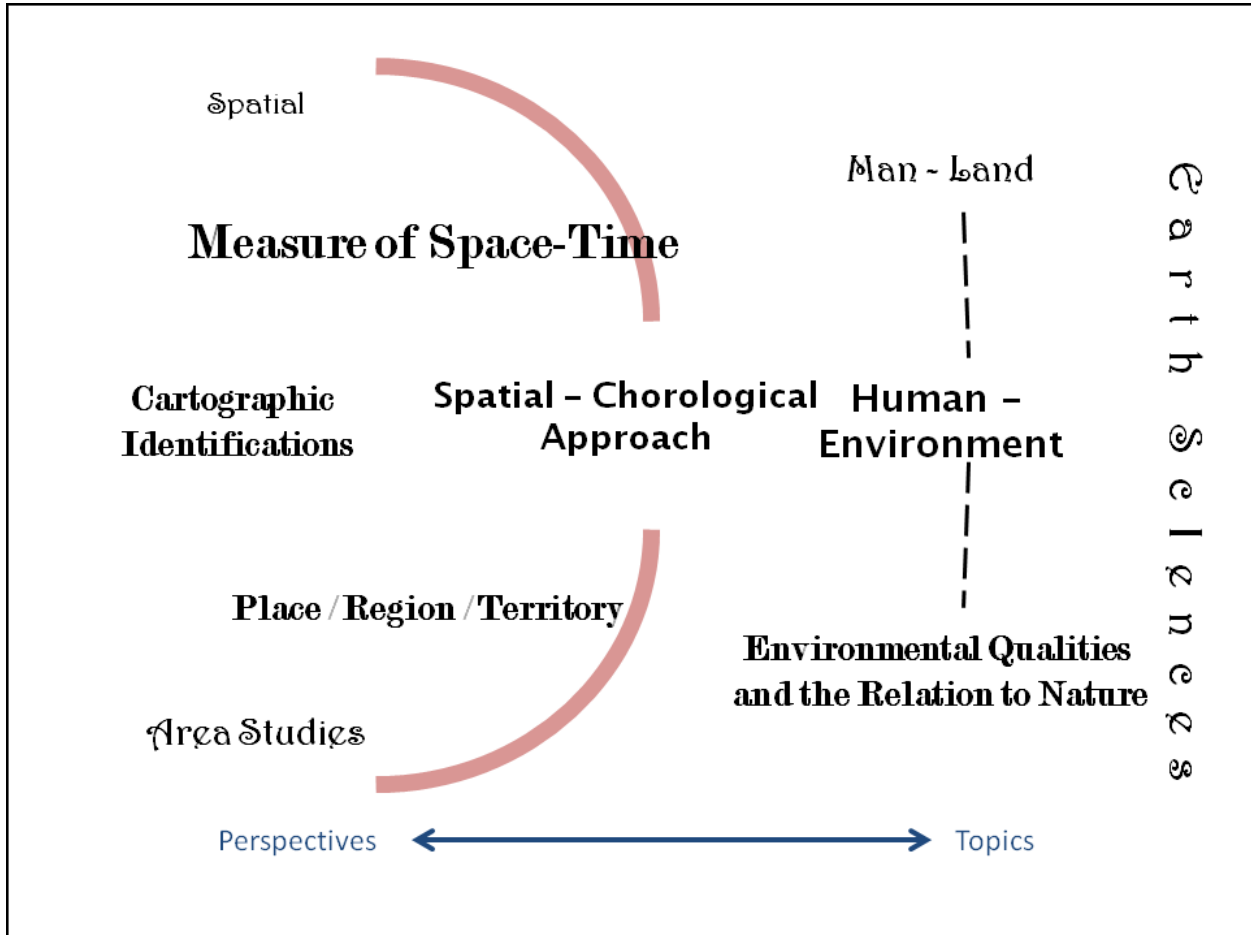 Spatial
Man - Land
Measure of Space-Time
Cartographic
Identifications
Spatial – Chorological
Approach
Human –
Environment
Earth Sciences
Place / Region / Territory
Environmental Qualities
and the Relation to Nature
Area Studies
Perspectives
Topics